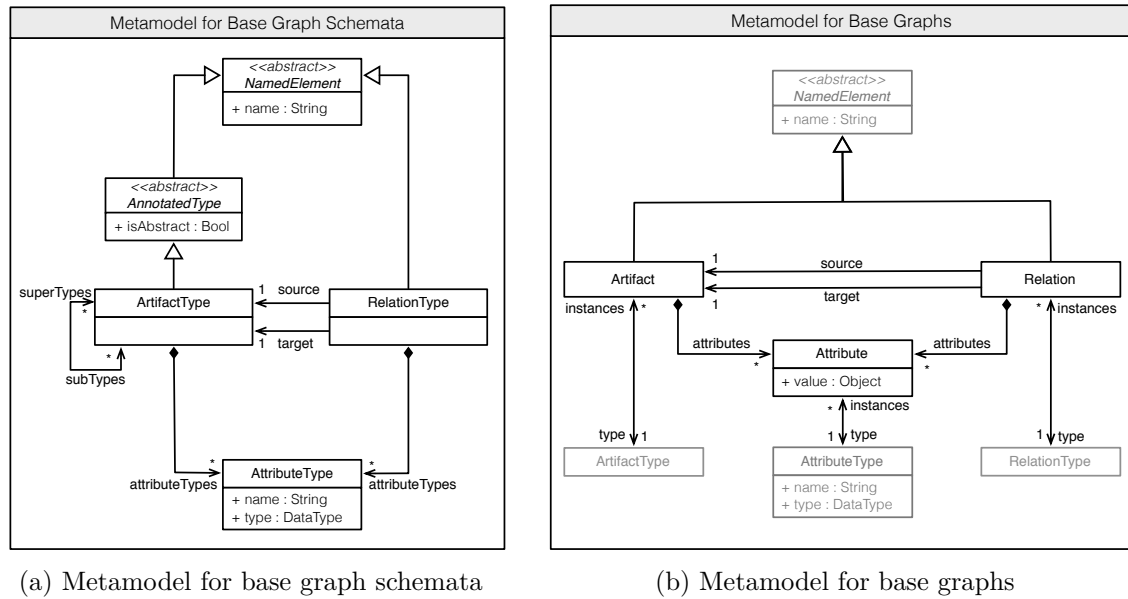 Metamodel for Base Graph Schemata
<<abstract>>
NamedElement
+ name : String
<<abstract>>
AnnotatedType
+ isAbstract : Bool
superTypes
*
ArtifactType
1
source
RelationType
1
target
*
subTypes
*
attributeTypes
AttributeType
+ name : String
+ type : DataType
*
attributeTypes
(a) Metamodel for base graph schemata
Metamodel for Base Graphs
<<abstract>>
NamedElement
+ name : String
Artifact
1
source
Relation
1
target
instances
*
*
instances
attributes
*
Attribute
+ value : Object
attributes
*
*
instances
type
1
1
type
1
type
ArtifactType
AttributeType
+ name : String
+ type : DataType
RelationType
(b) Metamodel for base graphs